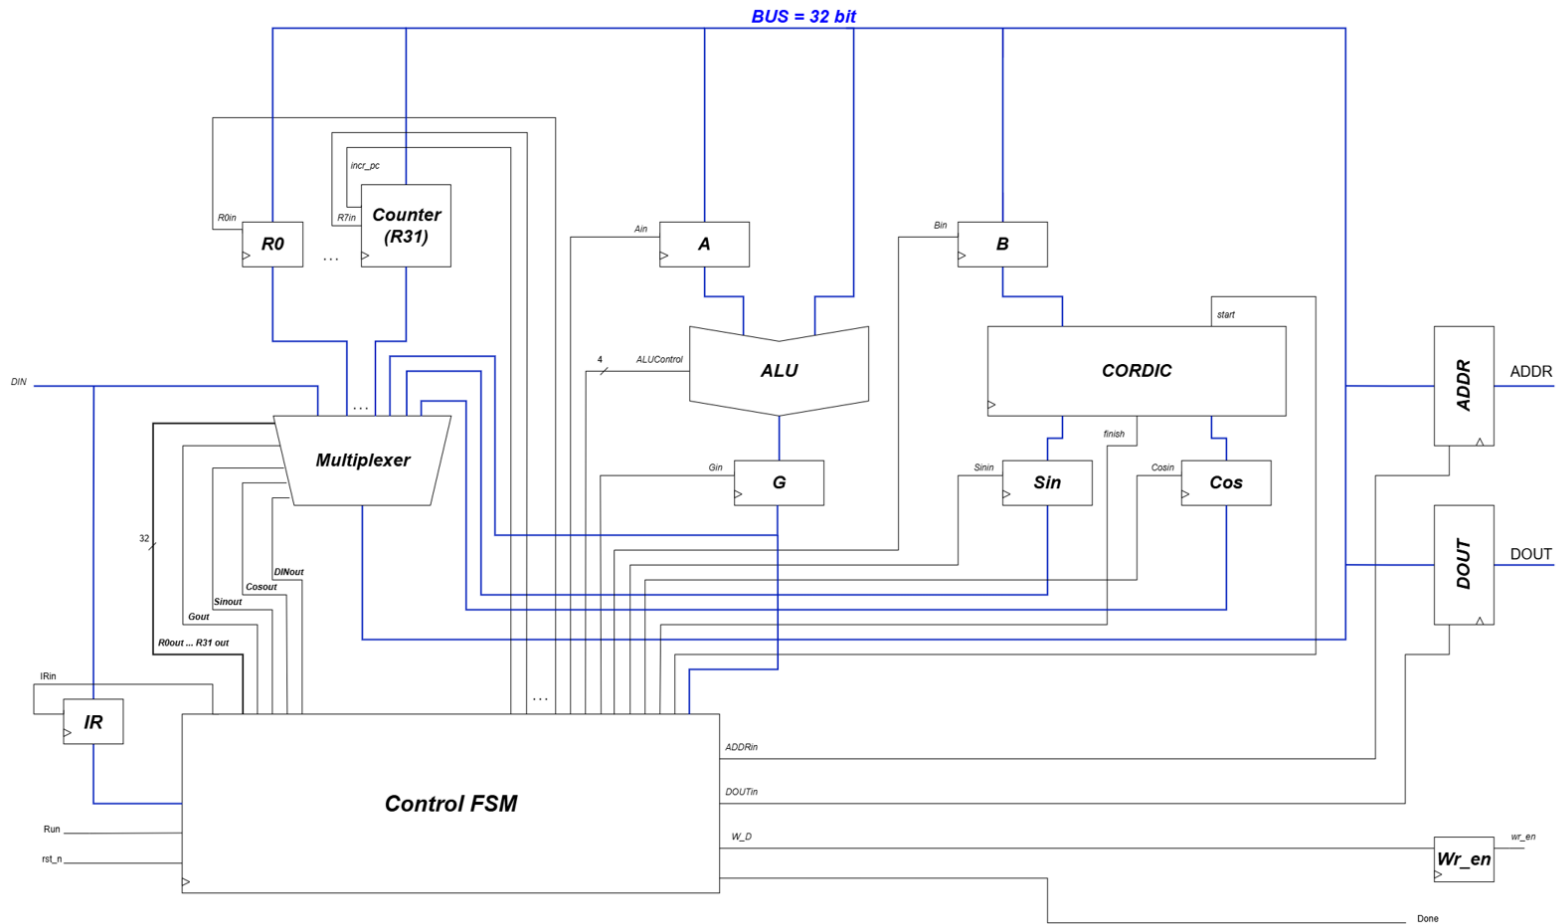 BUS = 32 bit
incr_pc
R0in
R7in
Counter
(R31)
R0
...
Ain
A
Bin
B
start
4
ALUControl
ALU
CORDIC
ADDR
ADDR
DIN
...
Multiplexer
finish
Gin
G
Sinin
Sin
Cosin
Cos
32
DOUT
DOUT
DINout
Cosout
Sinout
Gout
R0out ... R31 out
IRin
...
IR
ADDRin
Control FSM
DOUTin
Run
W_D
wr_en
rst_n
Wr_en
Done